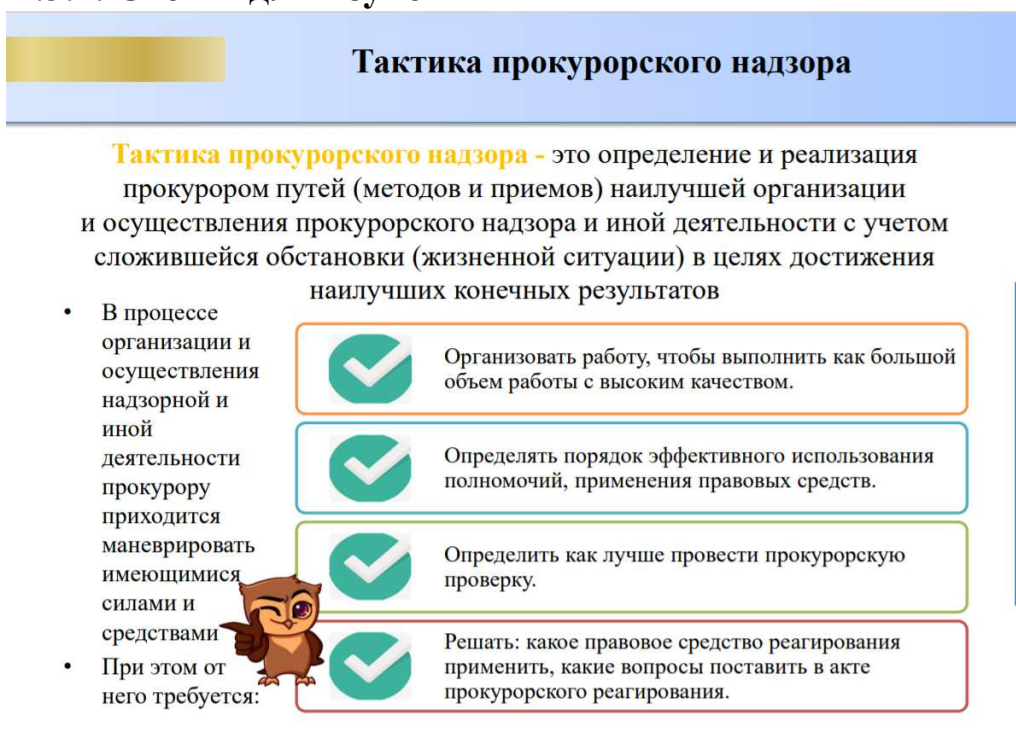 Тактика прокурорского надзора
Тактика прокурорского надзора - это определение и реализация
прокурором путей (методов и приемов) наилучшей организации
и осуществления прокурорского надзора и иной деятельности с учетом
сложившейся обстановки (жизненной ситуации) в целях достижения
наилучших конечных результатов
• В процессе
организации и
осуществления
надзорной и
иной
деятельности
прокурору
приходится
маневрировать
имеющимися
силами и
средствами
• При этом от
него требуется:
Организовать работу, чтобы выполнить как большой
объем работы с высоким качеством.
Определять порядок эффективного использования
полномочий, применения правовых средств.
Определить как лучше провести прокурорскую
проверку.
Решать: какое правовое средство реагирования
применить, какие вопросы поставить в акте
прокурорского реагирования.